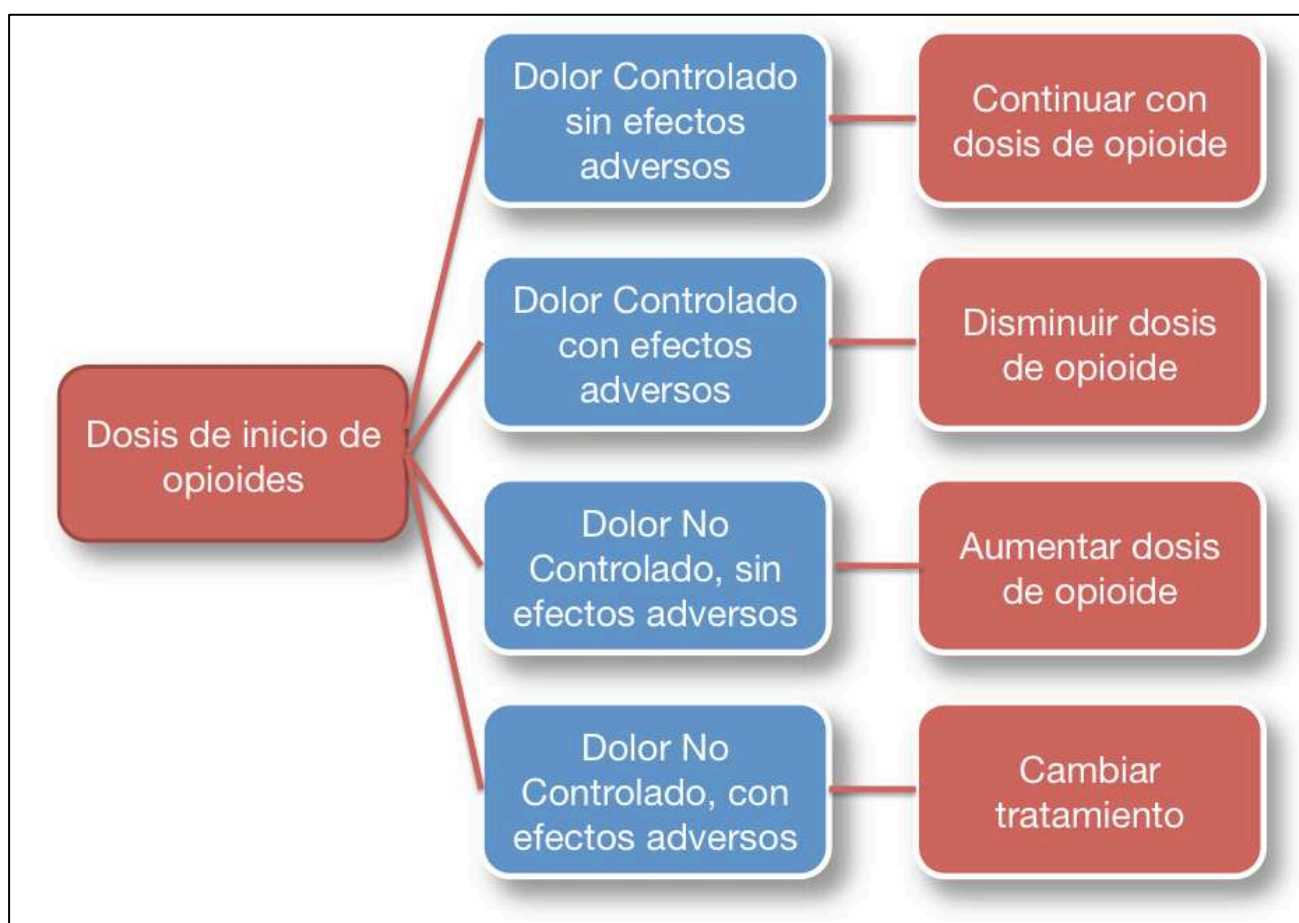 Dosis de inicio de
opioides
Dolor Controlado
sin efectos
adversos
Continuar con
dosis de opioide
Dolor Controlado
con efectos
adversos
Disminuir dosis
de opioide
Dolor No
Controlado, sin
efectos adversos
Aumentar dosis
de opioide
Dolor No
Controlado, con
efectos adversos
Cambiar
tratamiento